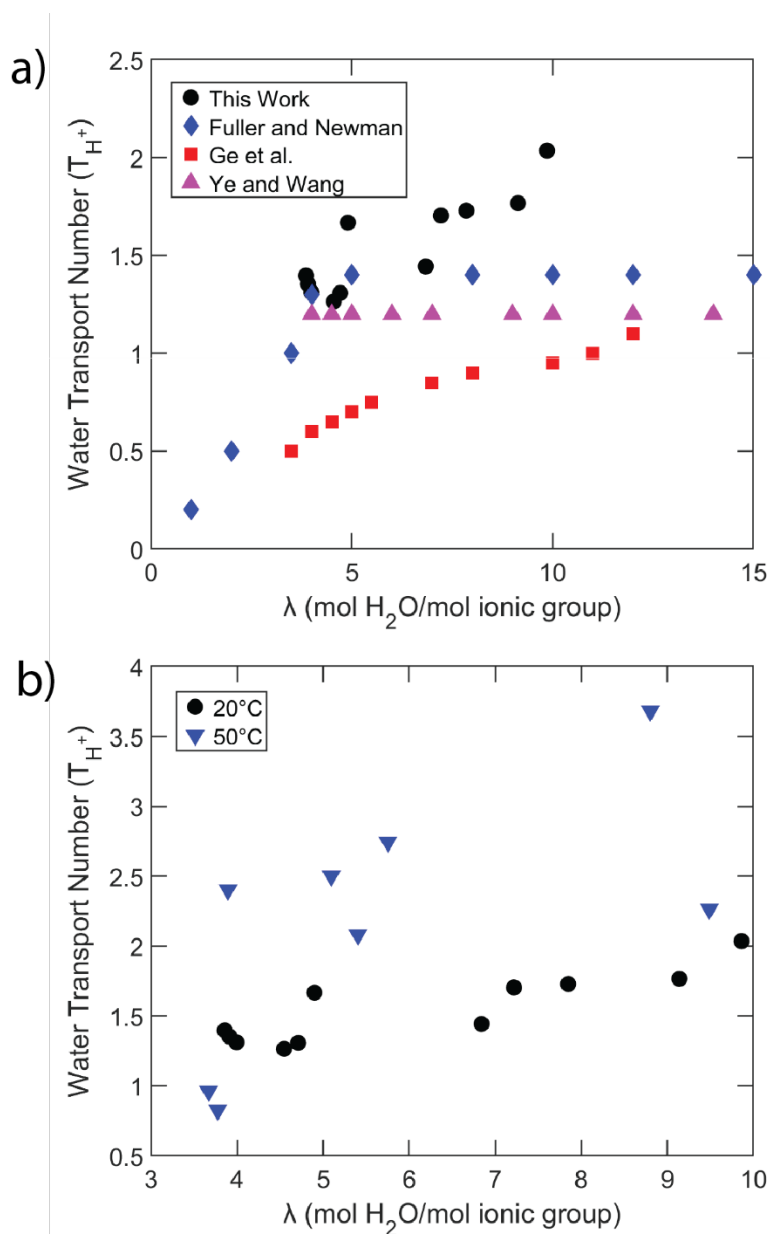 a)
2.5
2
1.5
1
0.5
0
This Work
Fuller and Newman
Ge et al.
Ye and Wang
Water Transport Number (T_H+)
0 5 10 15
λ (mol H2O/mol ionic group)
b)
4
3.5
3
2.5
2
1.5
1
0.5
20°C
50°C
Water Transport Number (T_H+)
3 4 5 6 7 8 9 10
λ (mol H2O/mol ionic group)